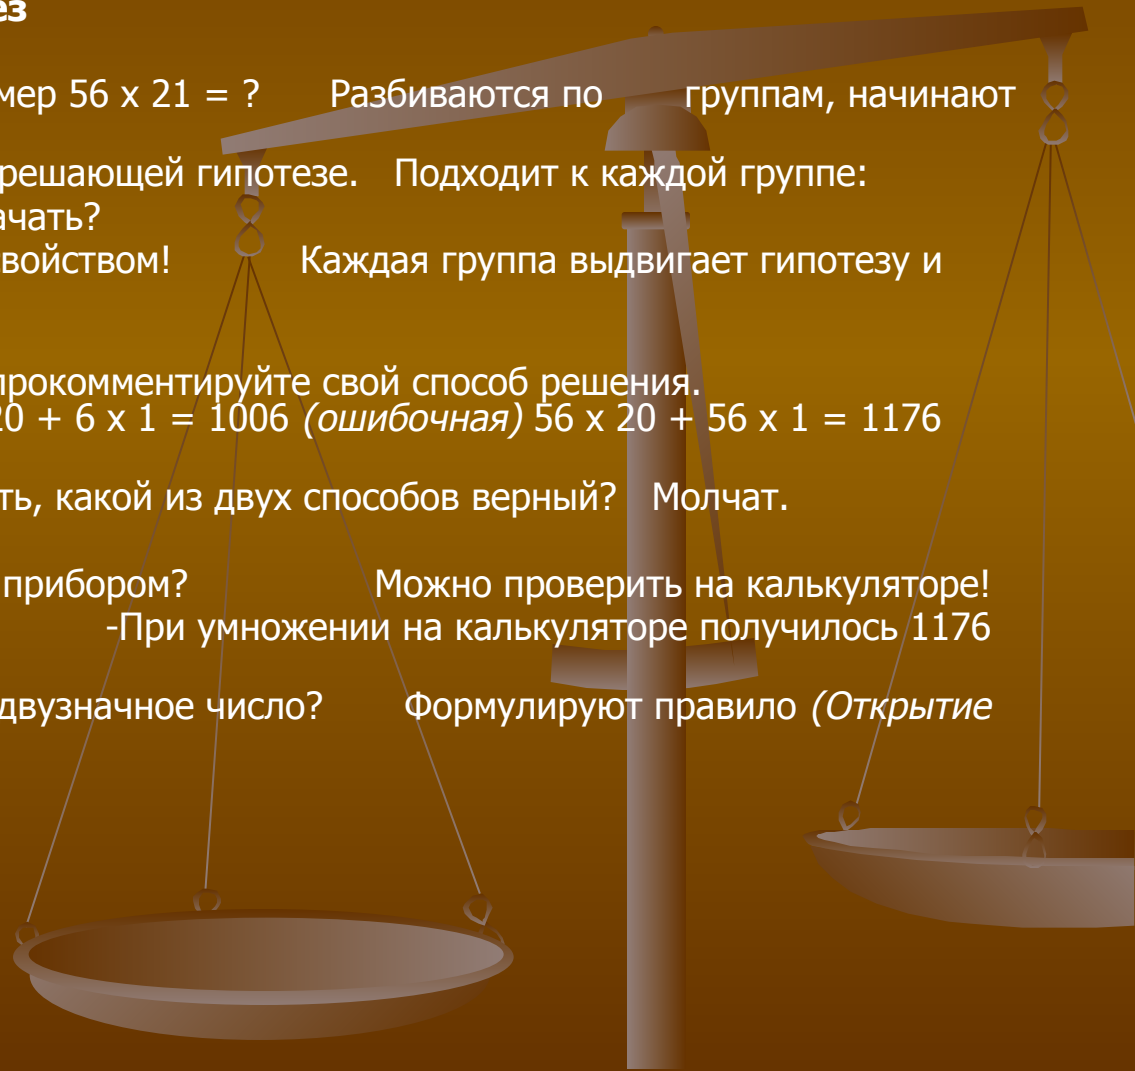 ез
мер 56 х 21 = ? Разбиваются по группам, начинают
решающей гипотезе. Подходит к каждой группе:
ачать?
войством! Каждая группа выдвигает гипотезу и
прокомментируйте свой способ решения.
20 + 6 х 1 = 1006 (ошибочная) 56 х 20 + 56 х 1 = 1176
ть, какой из двух способов верный? Молчат.
прибором? Можно проверить на калькуляторе!
-При умножении на калькуляторе получилось 1176
двузначное число? Формулируют правило (Открытие